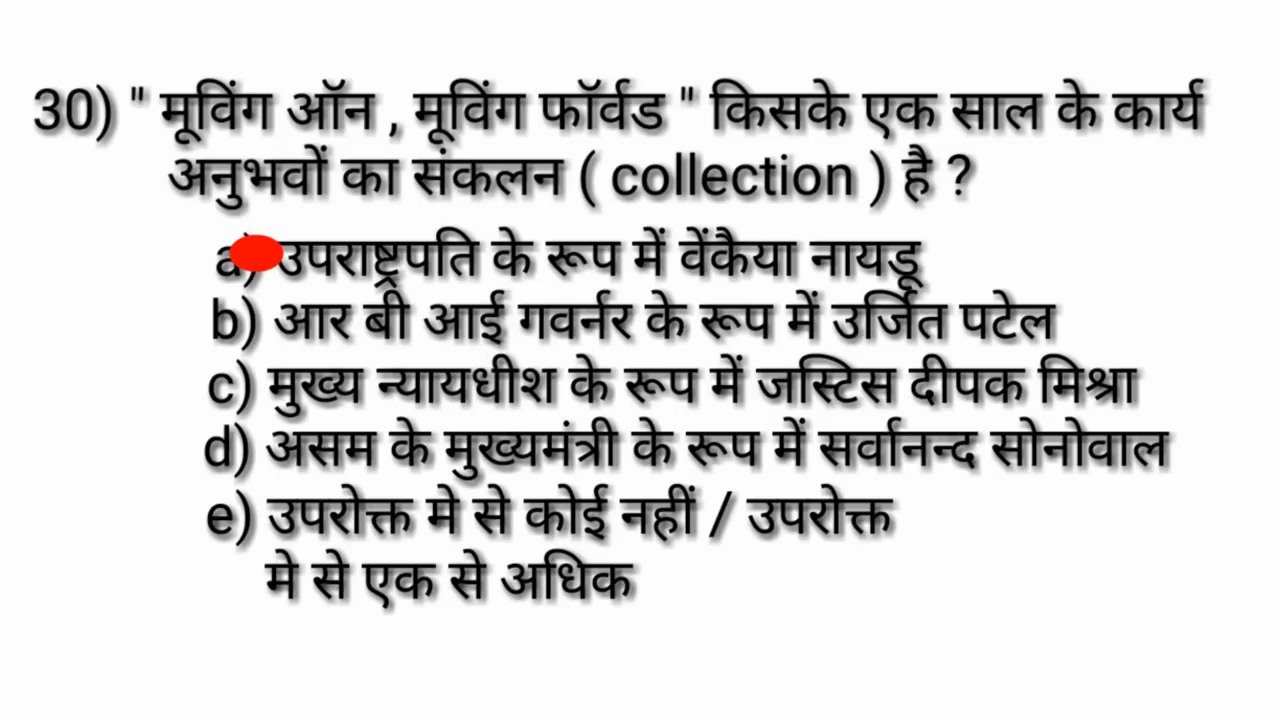 30) " मूविंग ऑन , मूविंग फॉर्वड " किसके एक साल के कार्य
अनुभवों का संकलन ( collection ) है ?
a) उपराष्ट्रपति के रूप में वेंकैया नायडू
b) आर बी आई गवर्नर के रूप में उर्जित पटेल
c) मुख्य न्यायधीश के रूप में जस्टिस दीपक मिश्रा
d) असम के मुख्यमंत्री के रूप में सर्वानन्द सोनोवाल
e) उपरोक्त मे से कोई नहीं / उपरोक्त
मे से एक से अधिक